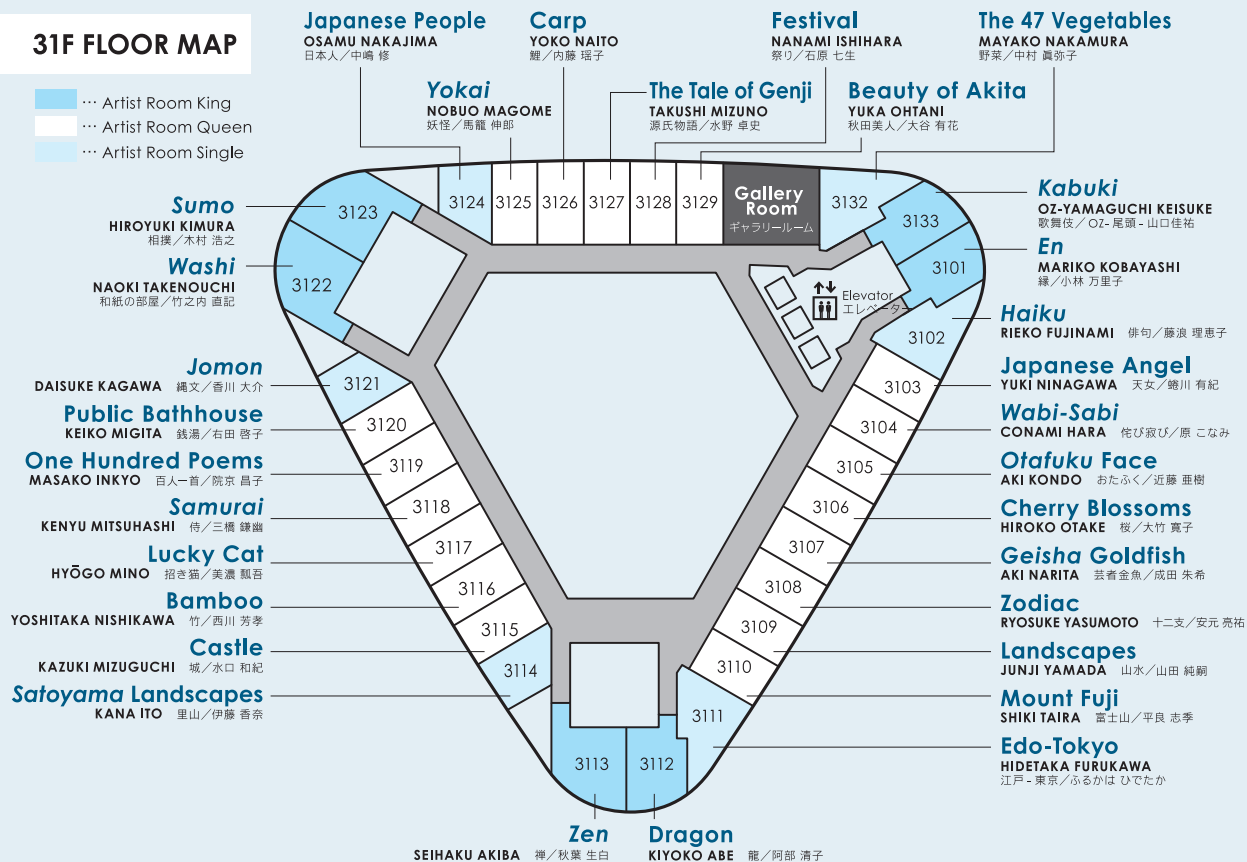 31F FLOOR MAP
… Artist Room King
… Artist Room Queen
… Artist Room Single
Japanese People
OSAMU NAKAJIMA
日本人／中嶋 修
Carp
YOKO NAITO
鯉／内藤 瑶子
Festival
NANAMI ISHIHARA
祭り／石原 七生
The 47 Vegetables
MAYAKO NAKAMURA
野菜／中村 眞弥子
Yokai
NOBUO MAGOME
妖怪／馬籠 伸郎
The Tale of Genji
TAKUSHI MIZUNO
源氏物語／水野 卓史
Beauty of Akita
YUKA OHTANI
秋田美人／大谷 有花
Sumo
HIROYUKI KIMURA
相撲／木村 浩之
Washi
NAOKI TAKENOUCHI
和紙の部屋／竹之内 直記
Jomon
DAISUKE KAGAWA 縄文／香川 大介
Public Bathhouse
KEIKO MIGITA 銭湯／右田 啓子
One Hundred Poems
MASAKO INKYO 百人一首／院京 昌子
Samurai
KENYU MITSUHASHI 侍／三橋 鎌幽
Lucky Cat
HYŌGO MINO 招き猫／美濃 瓢吾
Bamboo
YOSHITAKA NISHIKAWA 竹／西川 芳孝
Castle
KAZUKI MIZUGUCHI 城／水口 和紀
Satoyama Landscapes
KANA ITO 里山／伊藤 香奈
Zen
SEIHAKU AKIBA 禅／秋葉 生白
Dragon
KIYOKO ABE 龍／阿部 清子
Kabuki
OZ-YAMAGUCHI KEISUKE
歌舞伎／OZ- 尾頭 - 山口佳祐
En
MARIKO KOBAYASHI
縁／小林 万里子
Haiku
RIEKO FUJINAMI 俳句／藤浪 理恵子
Japanese Angel
YUKI NINAGAWA 天女／蜷川 有紀
Wabi-Sabi
CONAMI HARA 侘び寂び／原 こなみ
Otafuku Face
AKI KONDO おたふく／近藤 亜樹
Cherry Blossoms
HIROKO OTAKE 桜／大竹 寛子
Geisha Goldfish
AKI NARITA 芸者金魚／成田 朱希
Zodiac
RYOSUKE YASUMOTO 十二支／安元 亮祐
Landscapes
JUNJI YAMADA 山水／山田 純嗣
Mount Fuji
SHIKI TAIRA 富士山／平良 志季
Edo-Tokyo
HIDETAKA FURUKAWA
江戸 - 東京／ふるかは ひでたか
3124
3125
3126
3127
3128
3129
Gallery
Room
ギャラリールーム
3132
3133
3101
Elevator
エレベーター
3102
3103
3104
3105
3106
3107
3108
3109
3110
3111
3112
3113
3114
3115
3116
3117
3118
3119
3120
3121
3122
3123